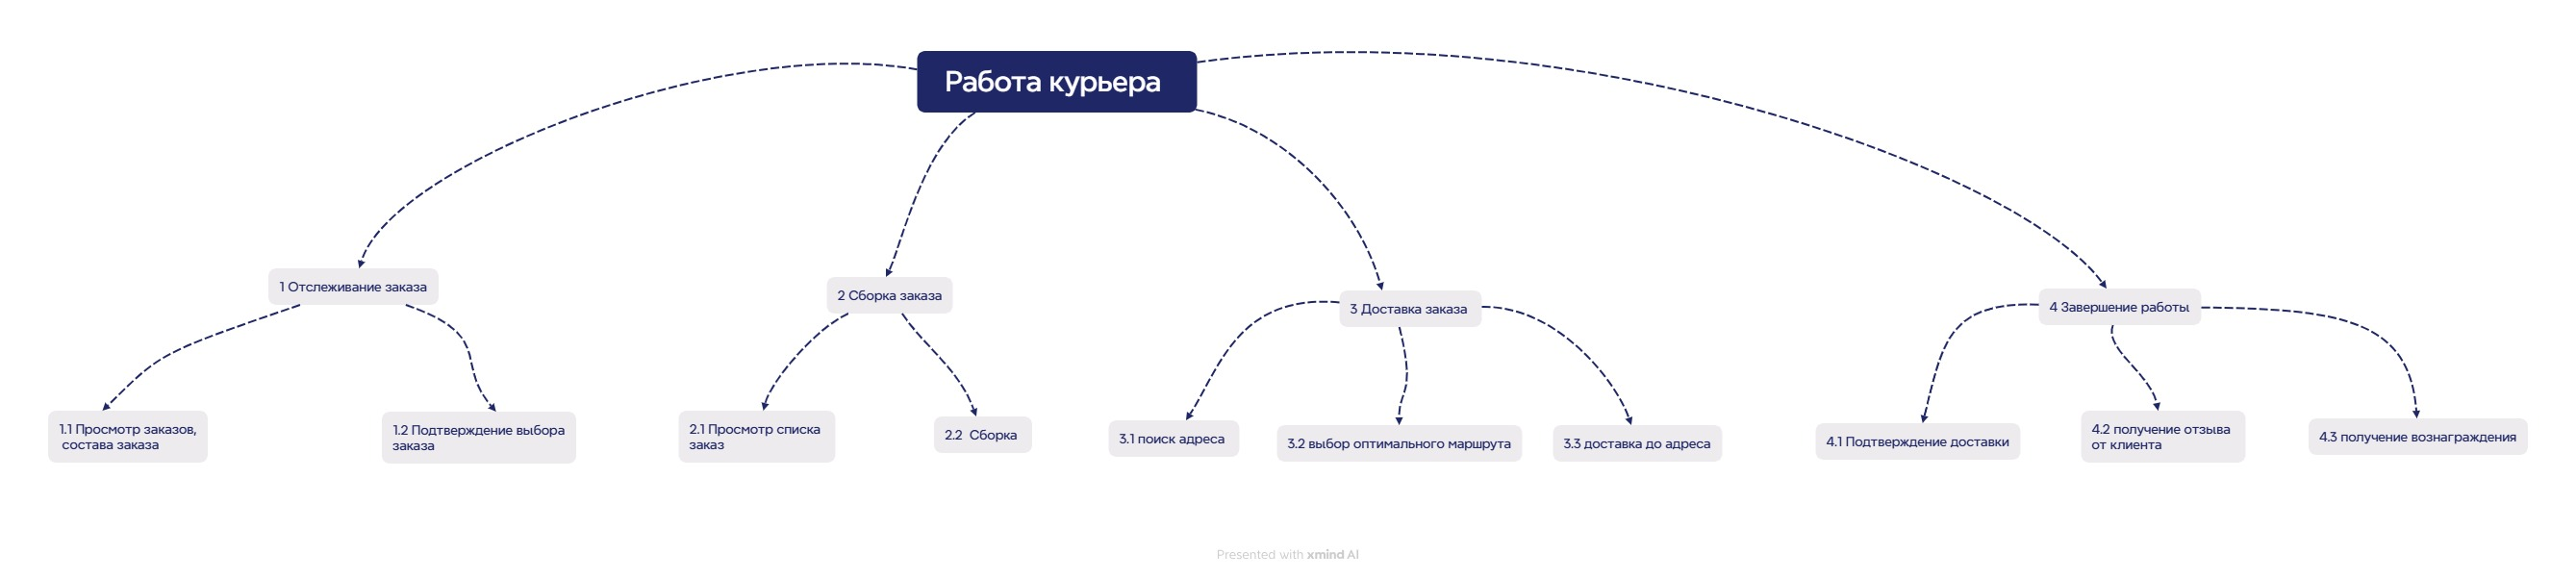 Работа курьера
1 Отслеживание заказа
2 Сборка заказа
3 Доставка заказа
4 Завершение работы
1.1 Просмотр заказов,
состава заказа
1.2 Подтверждение выбора
заказа
2.1 Просмотр списка
заказ
2.2 Сборка
3.1 поиск адреса
3.2 выбор оптимального маршрута
3.3 доставка до адреса
4.1 Подтверждение доставки
4.2 получение отзыва
от клиента
4.3 получение вознаграждения
Presented with xmind AI